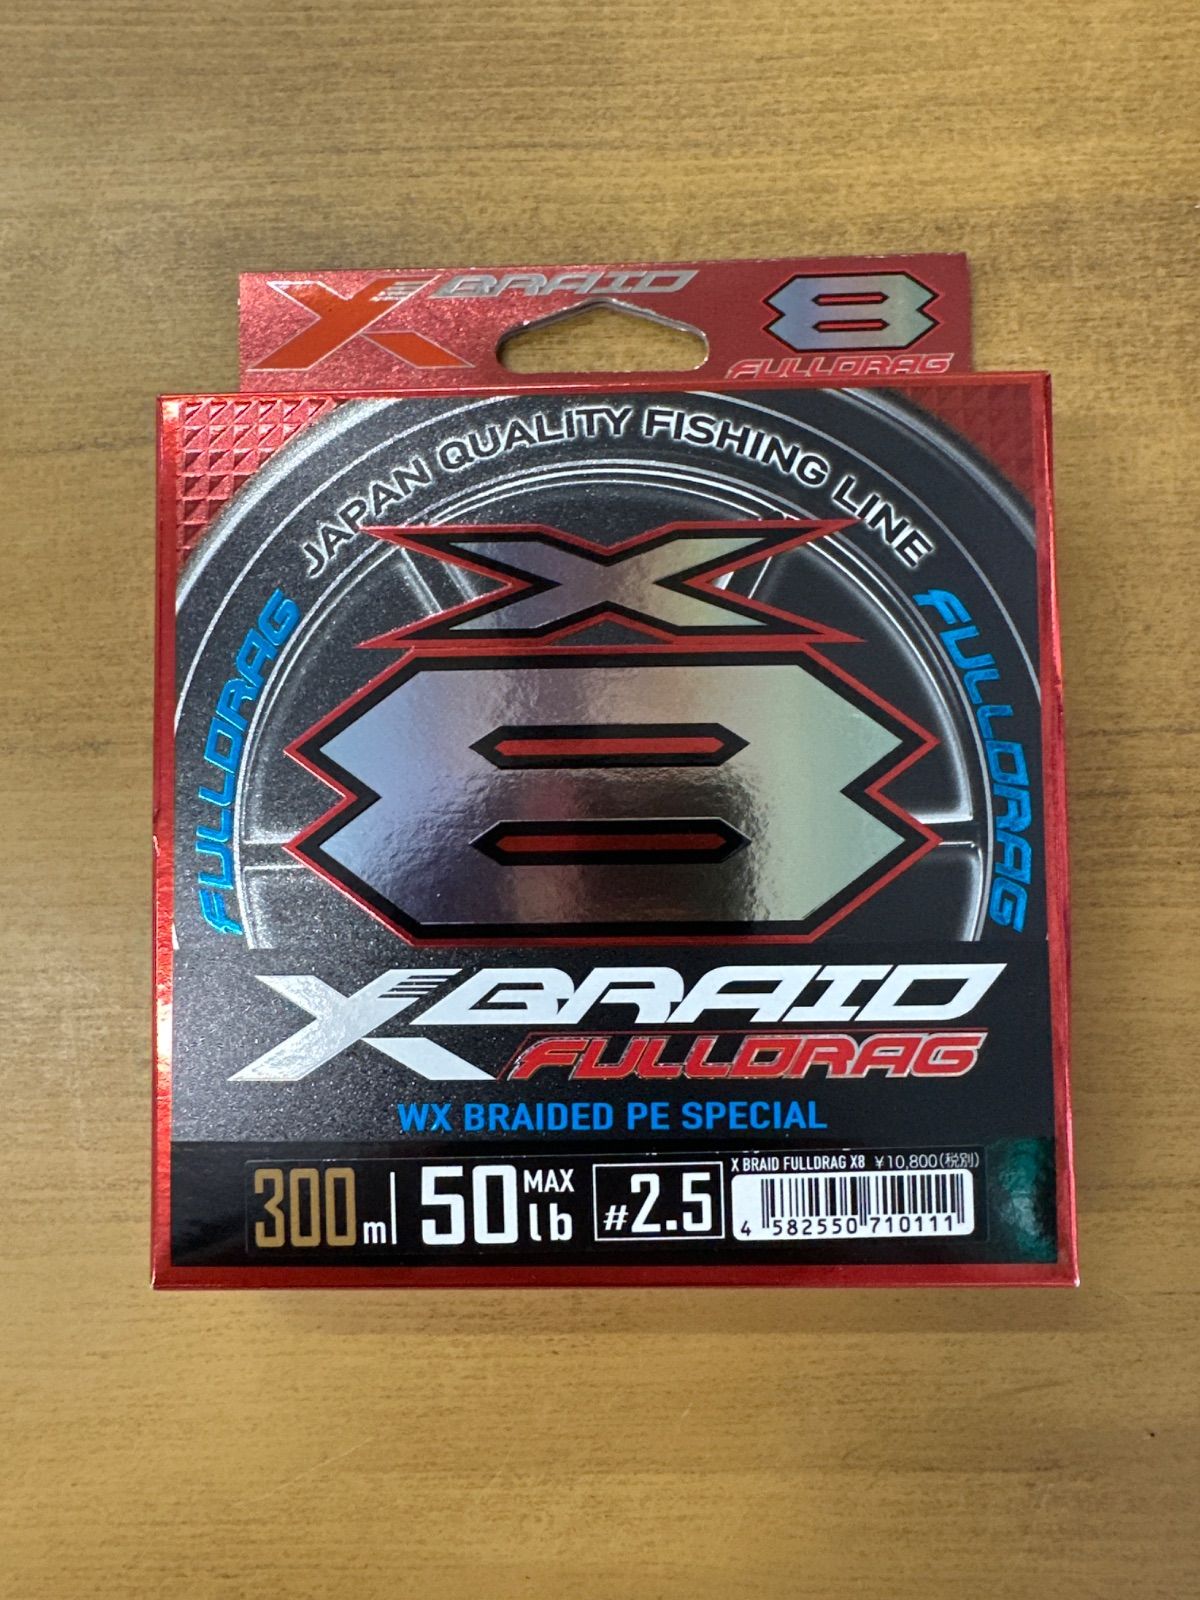 X BRAID
8
FULLDRAG
JAPAN QUALITY FISHING LINE
FULLDRAG
FULLDRAG
X
8
X BRAID
FULLDRAG
WX BRAIDED PE SPECIAL
300m 50 MAX lb #2.5
X BRAID FULLDRAG X8 ¥10,800(税別)
4 582550 710111